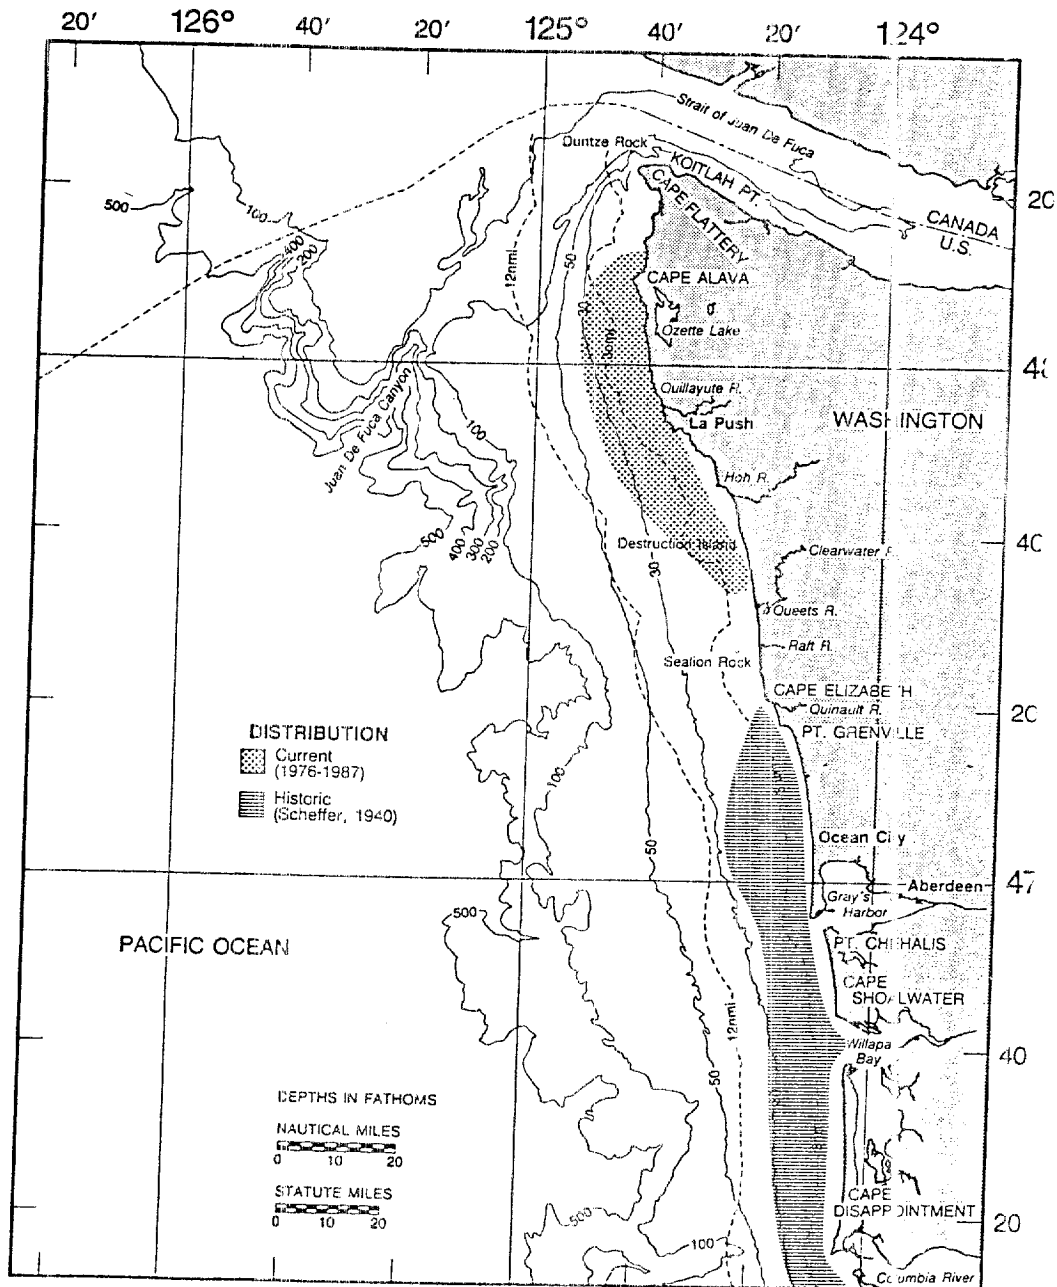 20′ 126° 40′ 20′ 125° 40′ 20′ 124°
Strait of Juan De Fuca
Duntze Rock
KOITLAH PT.
CAPE FLATTERY
20
CANADA
U.S.
500
100
400
200
12nmi
50
30
CAPE ALAVA
Ozette Lake
48
Juan De Fuca Canyon
100
Quillayute R.
La Push
WASHINGTON
Hoh R.
500
400
300
200
Destruction Island
30
40
Clearwater R
Queets R.
Raft R.
Sealion Rock
CAPE ELIZABETH
Quinault R.
20
PT. GRENVILLE
DISTRIBUTION
Current
(1976-1987)
Historic
(Scheffer, 1940)
100
50
Ocean City
Aberdeen
47
Gray's
Harbor
500
PACIFIC OCEAN
PT. CHEHALIS
CAPE
SHOALWATER
12nmi
Willapa
Bay
40
50
DEPTHS IN FATHOMS
NAUTICAL MILES
0 10 20
STATUTE MILES
0 10 20
CAPE
DISAPPOINTMENT
20
500
100
Columbia River